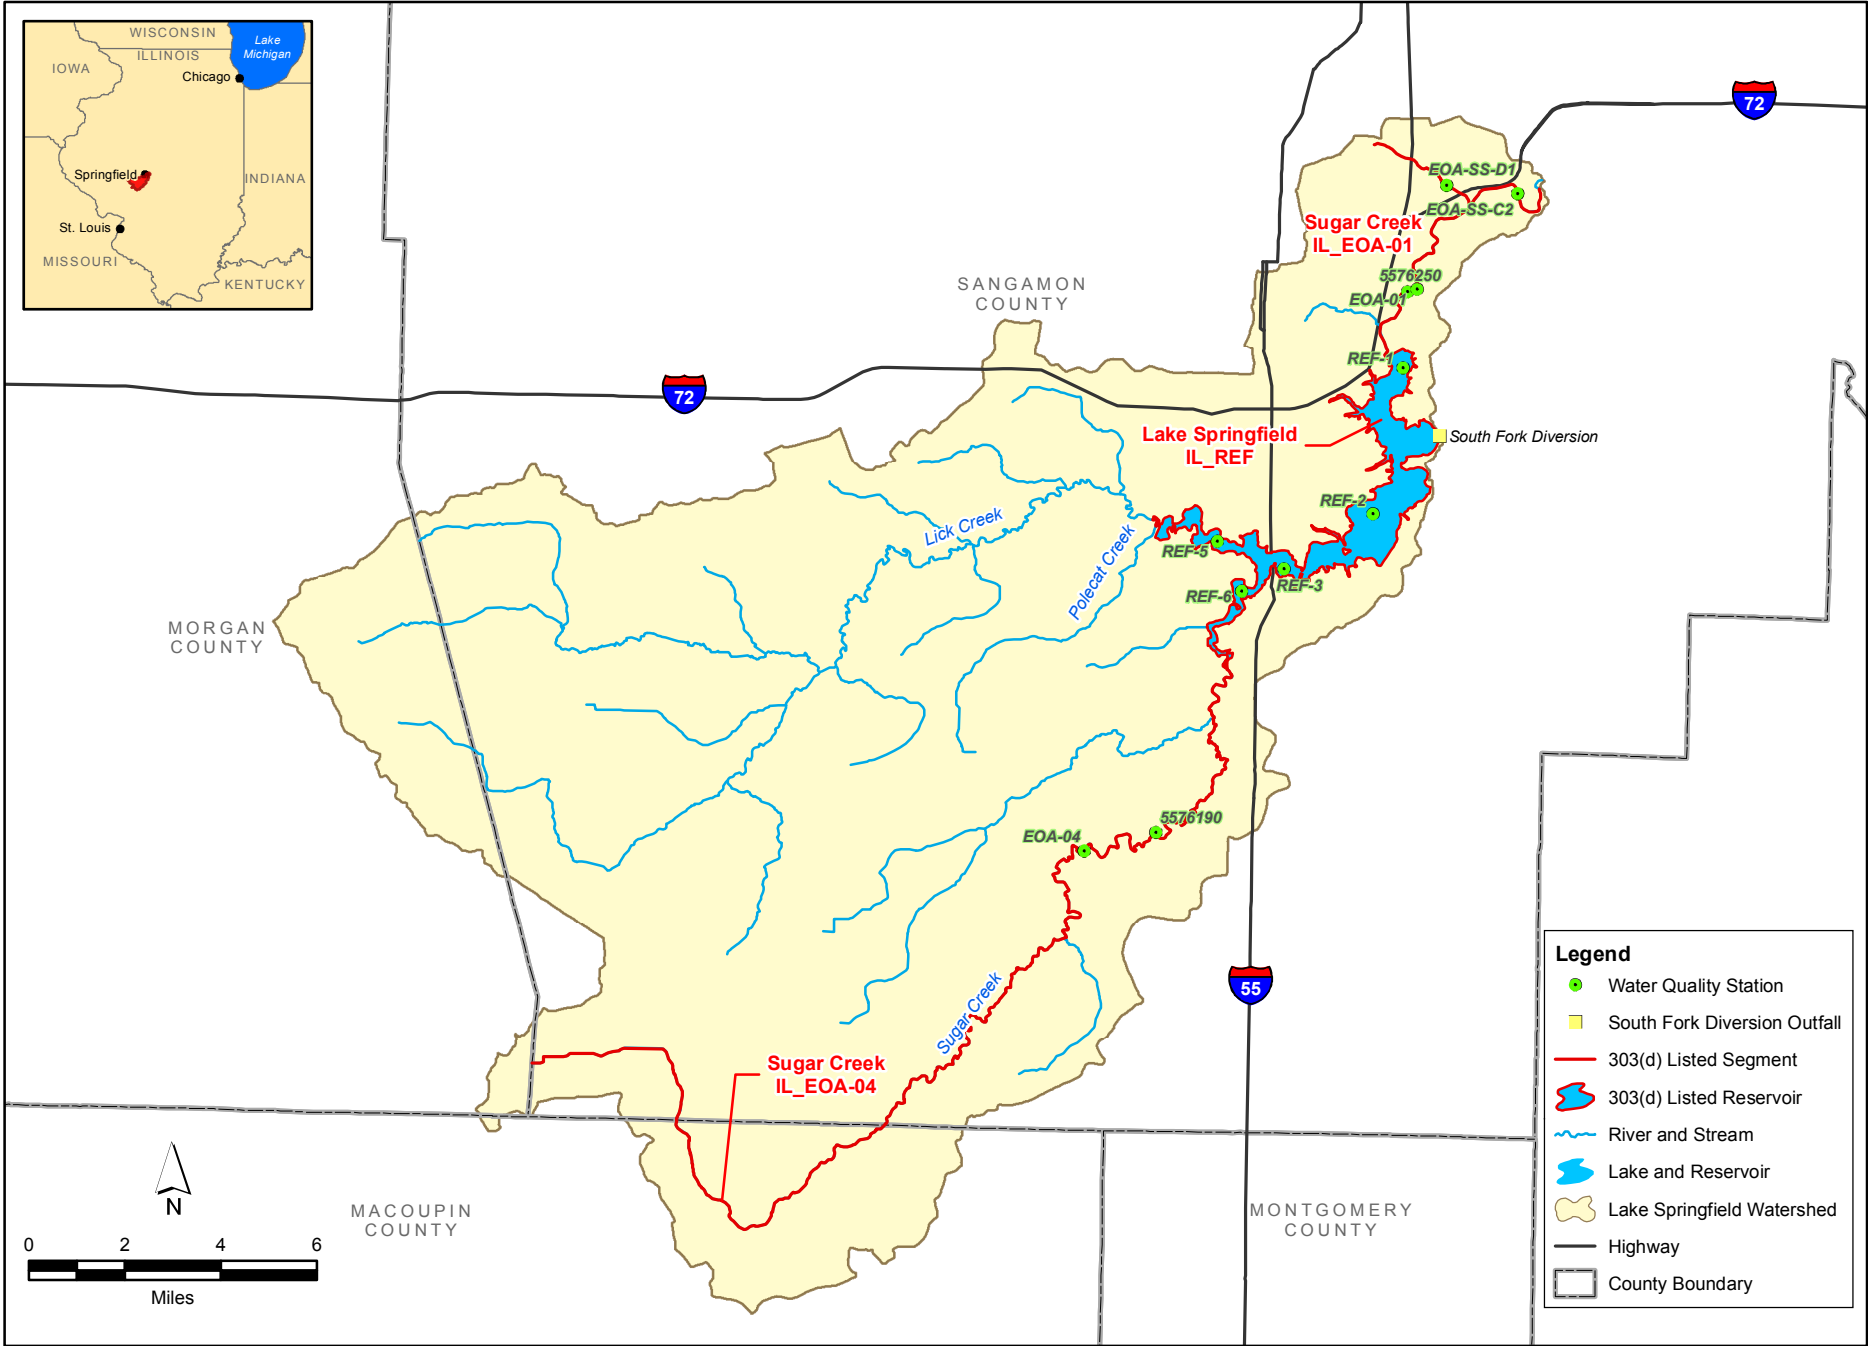 WISCONSIN
ILLINOIS
Lake
Michigan
IOWA
Chicago
Springfield
INDIANA
St. Louis
MISSOURI
KENTUCKY
72
EOA-SS-D1
EOA-SS-C2
Sugar Creek
IL_EOA-01
5576250
EOA-01
SANGAMON
COUNTY
REF-1
72
Lake Springfield
IL_REF
South Fork Diversion
REF-2
Lick Creek
Polecat Creek
REF-5
REF-3
REF-6
MORGAN
COUNTY
5576190
EOA-04
Sugar Creek
55
Sugar Creek
IL_EOA-04
MACOUPIN
COUNTY
MONTGOMERY
COUNTY
N
0 2 4 6
Miles
Legend
Water Quality Station
South Fork Diversion Outfall
303(d) Listed Segment
303(d) Listed Reservoir
River and Stream
Lake and Reservoir
Lake Springfield Watershed
Highway
County Boundary